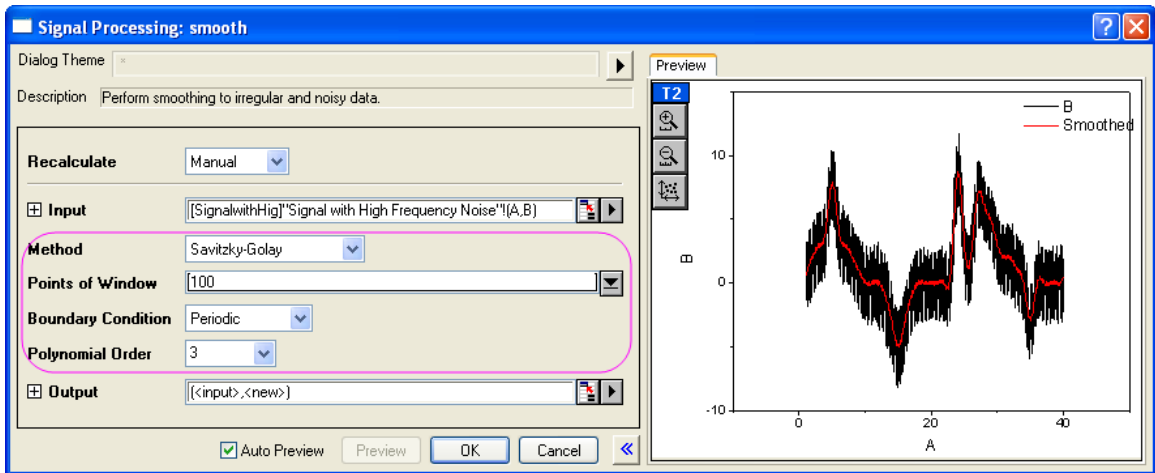 Signal Processing: smooth
Dialog Theme *
Description Perform smoothing to irregular and noisy data.
Recalculate Manual
Input [SignalwithHig]"Signal with High Frequency Noise"!(A,B)
Method Savitzky-Golay
Points of Window 100
Boundary Condition Periodic
Polynomial Order 3
Output (<input>,<new>)
Auto Preview Preview OK Cancel
Preview
T2
B
Smoothed
10
0
-10
B
0 20 40
A